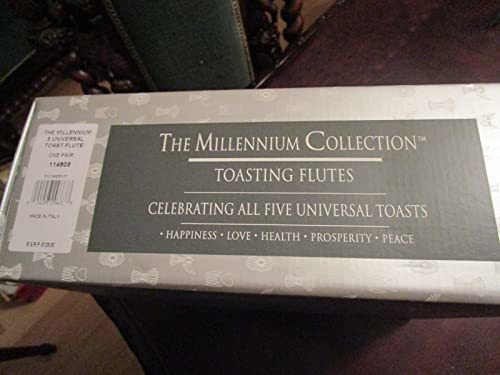 THE MILLENNIUM
5 UNIVERSAL
TOAST FLUTE
ONE PAIR
114808
MADE IN ITALY
THE MILLENNIUM COLLECTION™
TOASTING FLUTES
CELEBRATING ALL FIVE UNIVERSAL TOASTS
• HAPPINESS • LOVE • HEALTH • PROSPERITY • PEACE